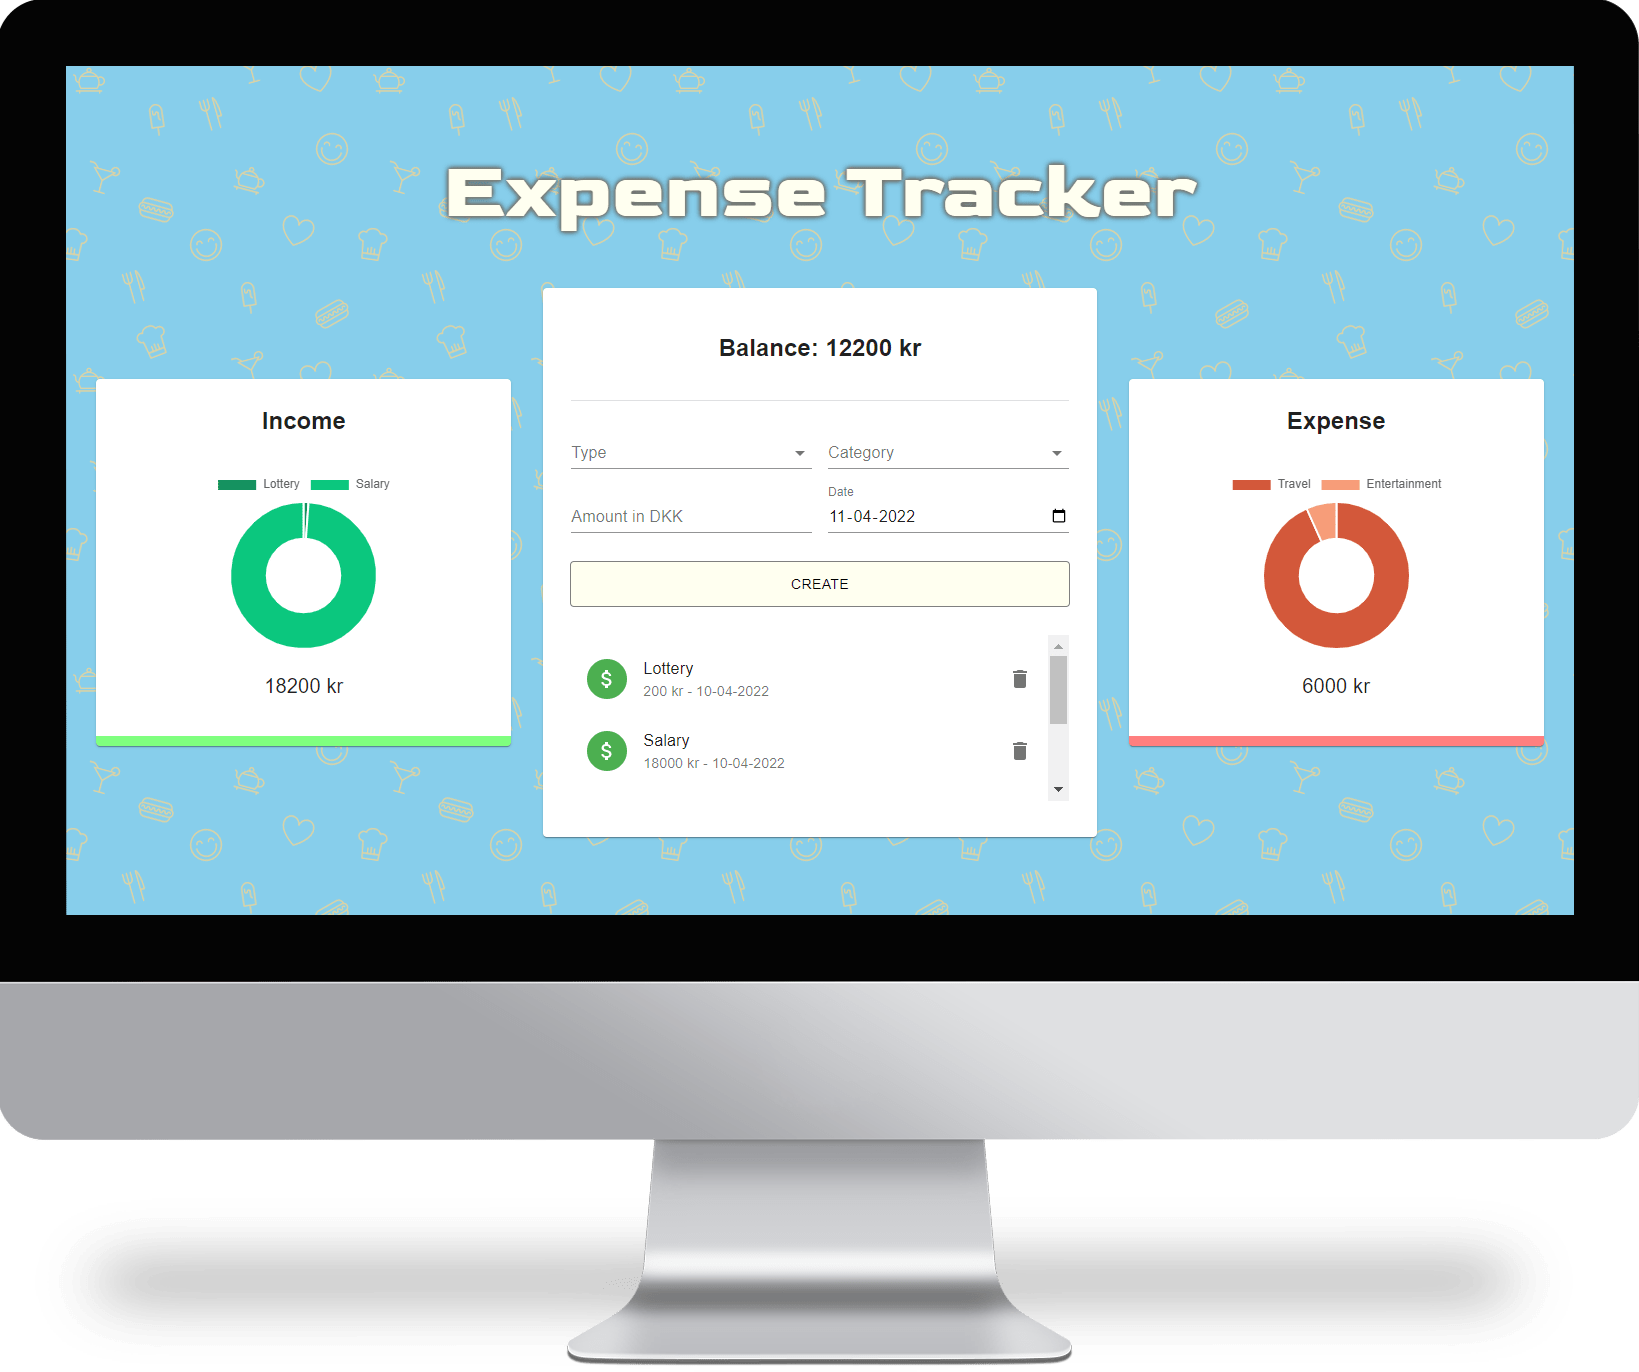 Expense Tracker
Balance: 12200 kr
Income
Lottery Salary
18200 kr
Type Category
Date
Amount in DKK 11-04-2022
CREATE
$ Lottery
200 kr - 10-04-2022
$ Salary
18000 kr - 10-04-2022
Expense
Travel Entertainment
6000 kr